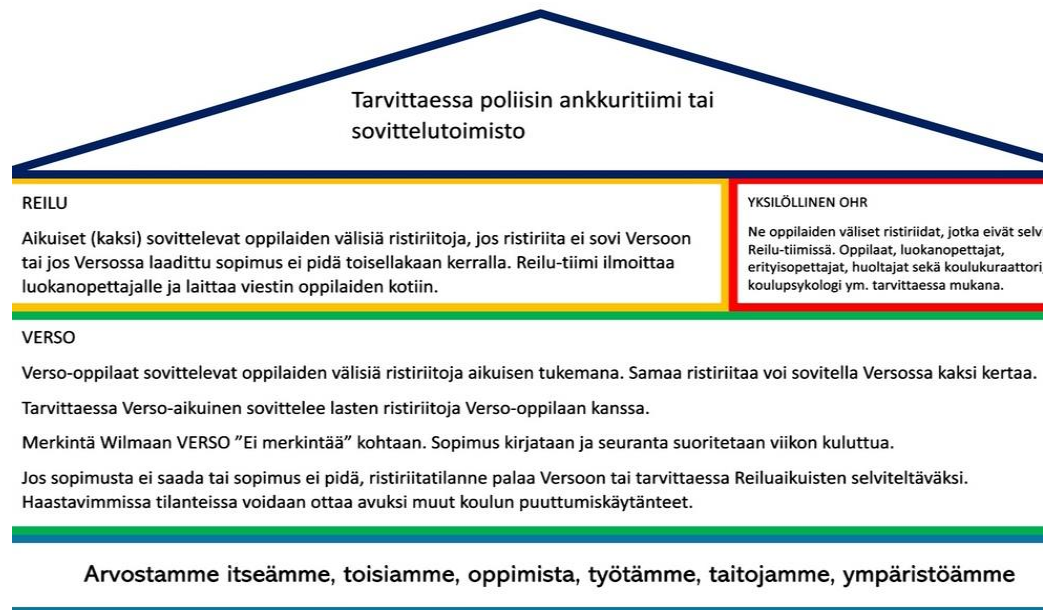 Tarvittaessa poliisin ankkuritiimi tai
sovittelutoimisto
REILU
Aikuiset (kaksi) sovittelevat oppilaiden välisiä ristiriitoja, jos ristiriita ei sovi Versoon
tai jos Versossa laadittu sopimus ei pidä toisellakaan kerralla. Reilu-tiimi ilmoittaa
luokanopettajalle ja laittaa viestin oppilaiden kotiin.
YKSILÖLLINEN OHR
Ne oppilaiden väliset ristiriidat, jotka eivät selvi
Reilu-tiimissä. Oppilaat, luokanopettajat,
erityisopettajat, huoltajat sekä koulukuraattori,
koulupsykologi ym. tarvittaessa mukana.
VERSO
Verso-oppilaat sovittelevat oppilaiden välisiä ristiriitoja aikuisen tukemana. Samaa ristiriitaa voi sovitella Versossa kaksi kertaa.
Tarvittaessa Verso-aikuinen sovittelee lasten ristiriitoja Verso-oppilaan kanssa.
Merkintä Wilmaan VERSO ”Ei merkintää” kohtaan. Sopimus kirjataan ja seuranta suoritetaan viikon kuluttua.
Jos sopimusta ei saada tai sopimus ei pidä, ristiriitatilanne palaa Versoon tai tarvittaessa Reiluaikuisten selviteltäväksi.
Haastavimmissa tilanteissa voidaan ottaa avuksi muut koulun puuttumiskäytänteet.
Arvostamme itseämme, toisiamme, oppimista, työtämme, taitojamme, ympäristöämme